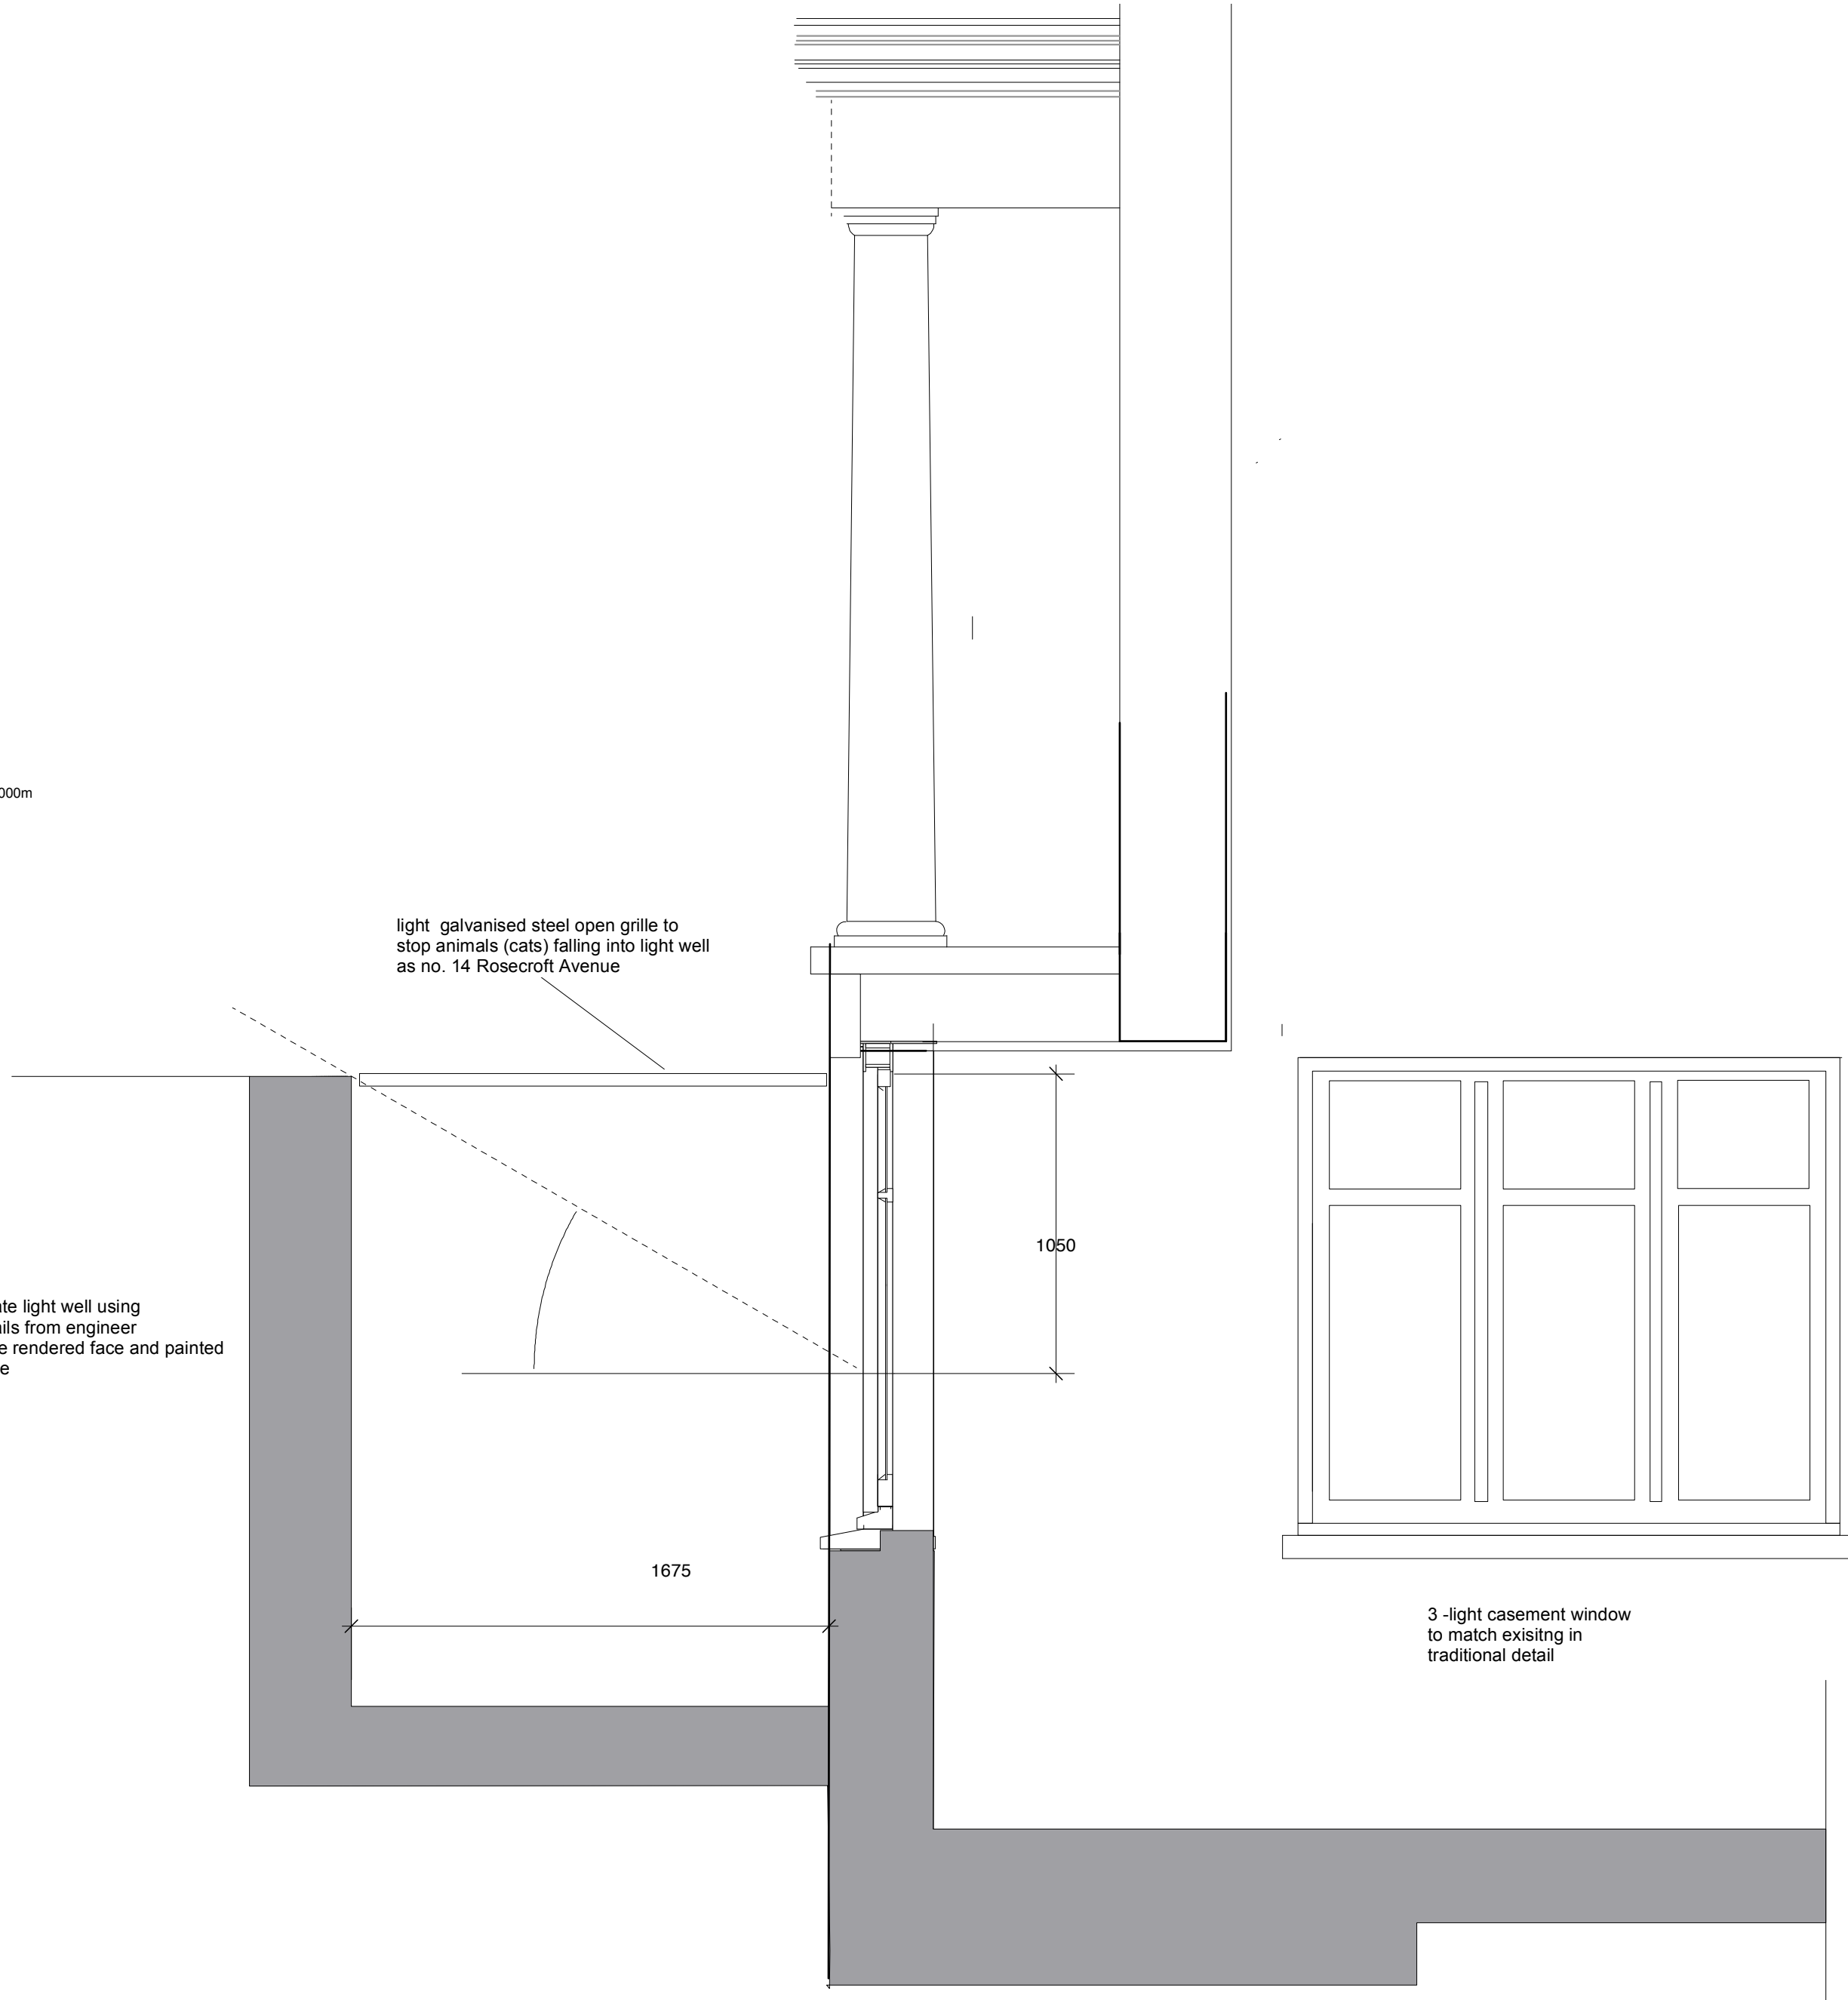 000m
light galvanised steel open grille to
stop animals (cats) falling into light well
as no. 14 Rosecroft Avenue
1050
light well using
from engineer
rendered face and painted
1675
3 -light casement window
to match exisitng in
traditional detail